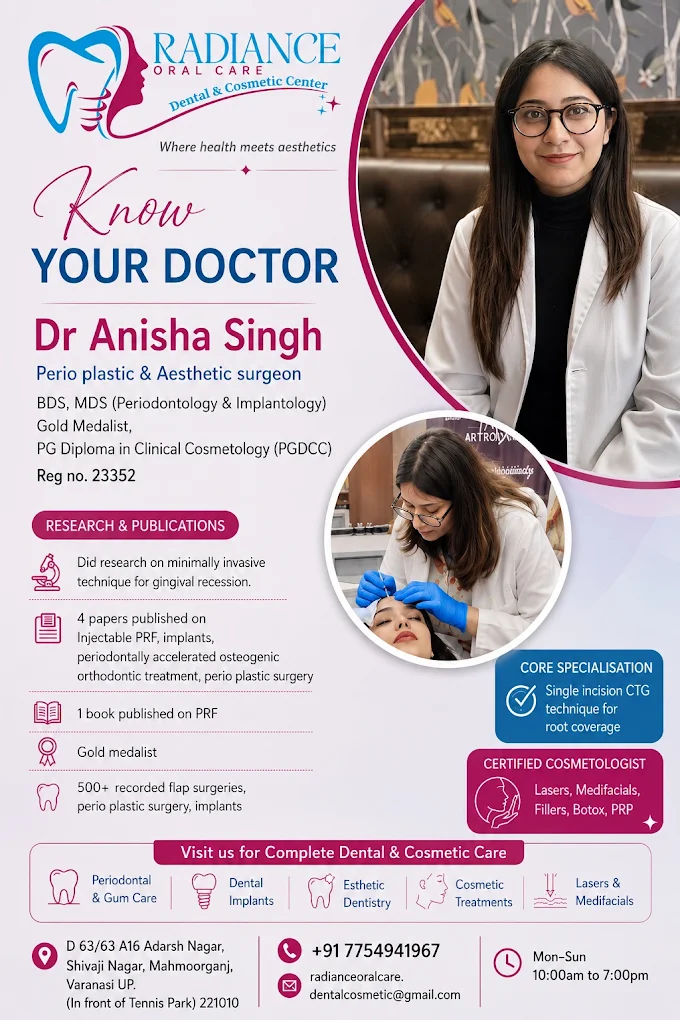 RADIANCE
ORAL CARE
Dental & Cosmetic Center
Where health meets aesthetics
Know
YOUR DOCTOR
Dr Anisha Singh
Perio plastic & Aesthetic surgeon
BDS, MDS (Periodontology & Implantology)
Gold Medalist,
PG Diploma in Clinical Cosmetology (PGDCC)
Reg no. 23352
RESEARCH & PUBLICATIONS
Did research on minimally invasive
technique for gingival recession.
4 papers published on
Injectable PRF, implants,
periodontally accelerated osteogenic
orthodontic treatment, perio plastic surgery
1 book published on PRF
Gold medalist
500+ recorded flap surgeries,
perio plastic surgery, implants
CORE SPECIALISATION
Single incision CTG
technique for
root coverage
CERTIFIED COSMETOLOGIST
Lasers, Medifacials,
Fillers, Botox, PRP
Visit us for Complete Dental & Cosmetic Care
Periodontal
& Gum Care
Dental
Implants
Esthetic
Dentistry
Cosmetic
Treatments
Lasers &
Medifacials
D 63/63 A16 Adarsh Nagar,
Shivaji Nagar, Mahmoorganj,
Varanasi UP.
(In front of Tennis Park) 221010
+91 7754941967
radianceoralcare.
dentalcosmetic@gmail.com
Mon-Sun
10:00am to 7:00pm